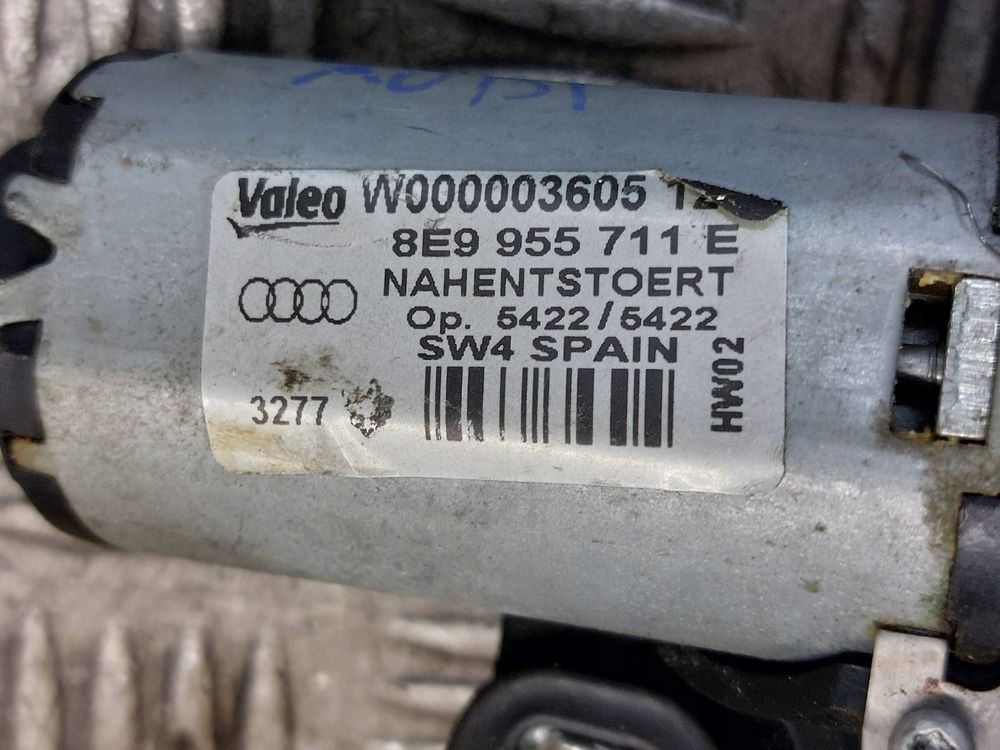 Valeo W000003605
8E9 955 711 E
NAHENTSTOERT
Op. 5422/5422
SW4 SPAIN
3277
HW02